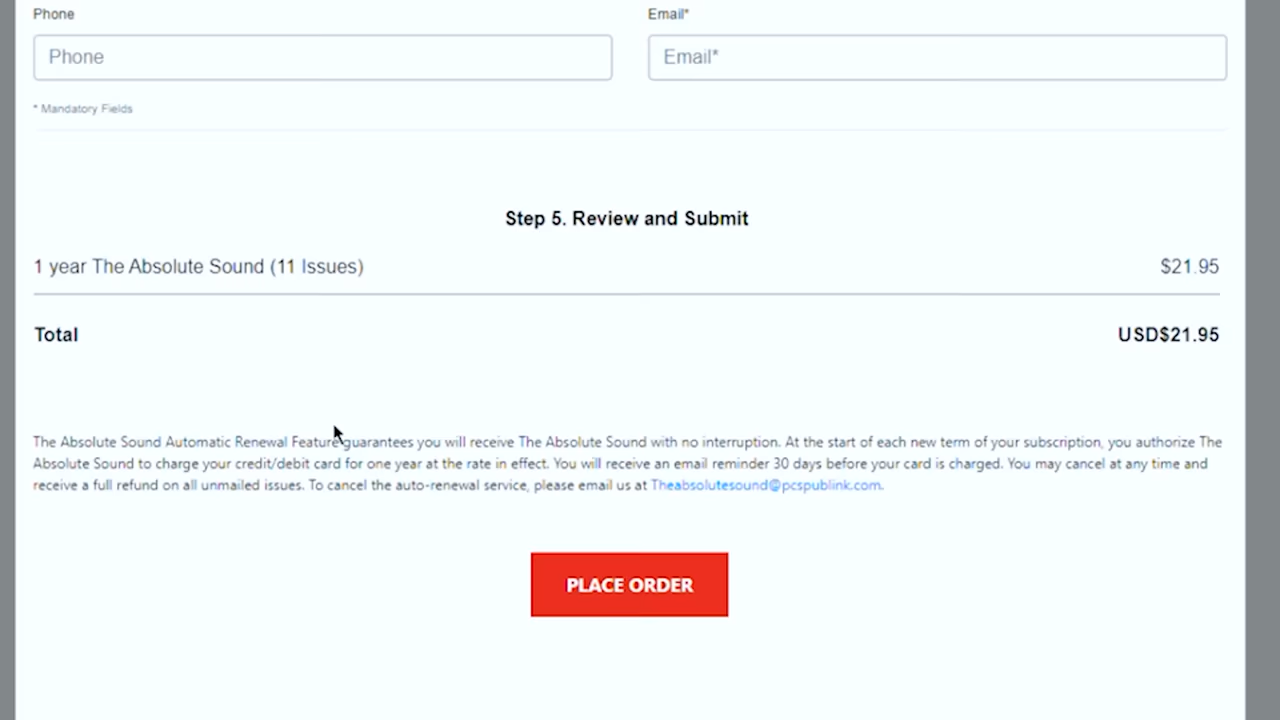 Phone Email*
Phone Email*
* Mandatory Fields
Step 5. Review and Submit
1 year The Absolute Sound (11 Issues) $21.95
Total USD$21.95
The Absolute Sound Automatic Renewal Feature guarantees you will receive The Absolute Sound with no interruption. At the start of each new term of your subscription, you authorize The
Absolute Sound to charge your credit/debit card for one year at the rate in effect. You will receive an email reminder 30 days before your card is charged. You may cancel at any time and
receive a full refund on all unmailed issues. To cancel the auto-renewal service, please email us at Theabsolutesound@pcspublink.com.
PLACE ORDER